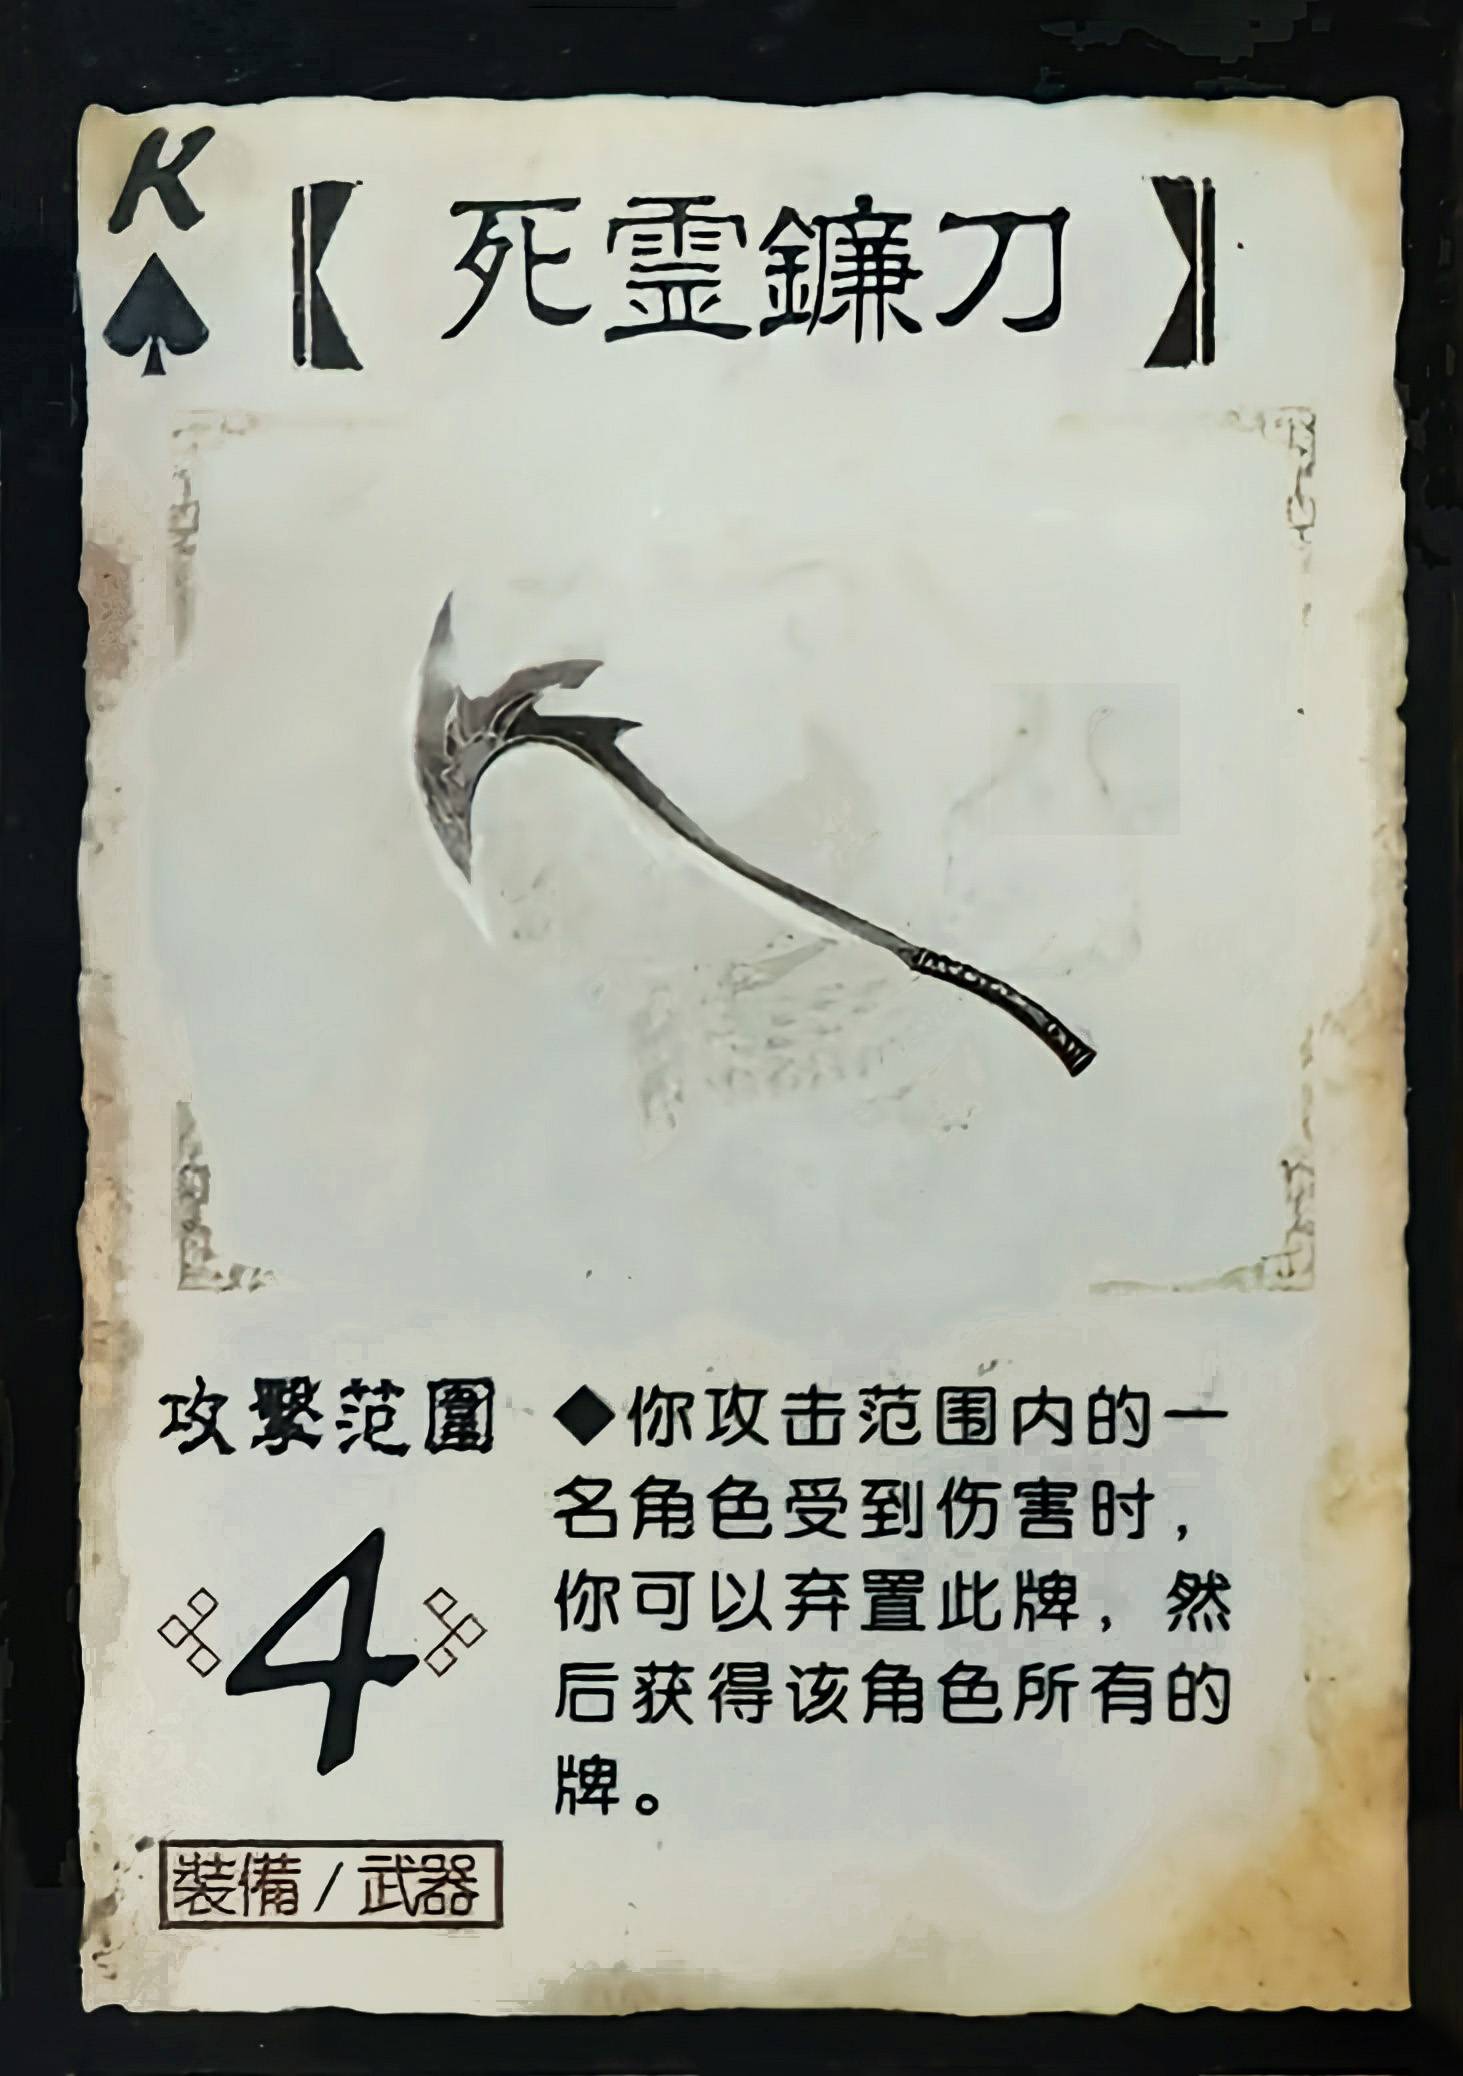 K
【死霊鐮刀】
攻擊范圍
4
裝備/武器
◆你攻击范围内的一
名角色受到伤害时，
你可以弃置此牌，然
后获得该角色所有的
牌。